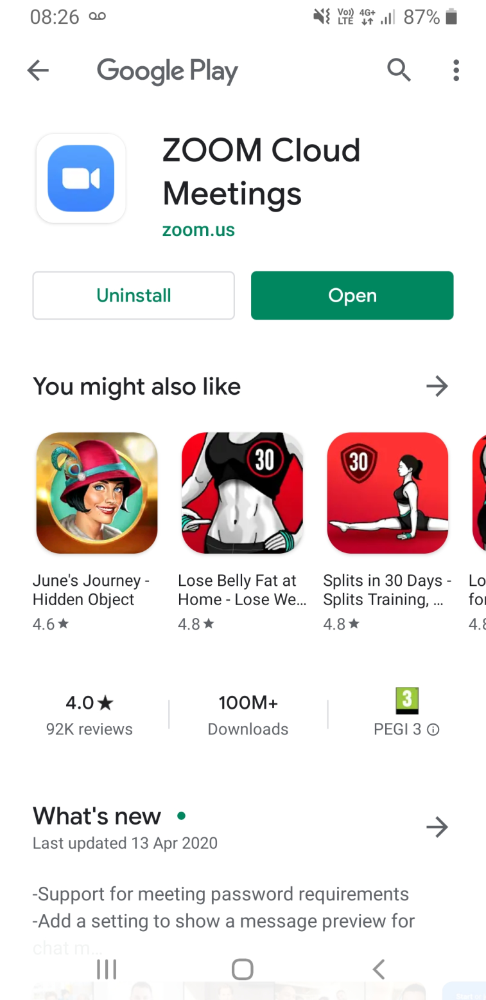 08:26
Vo)) LTE 4G+ 87%
Google Play
ZOOM Cloud
Meetings
zoom.us
Uninstall
Open
You might also like
30
30
June's Journey -
Hidden Object
4.6★
Lose Belly Fat at
Home - Lose We...
4.8★
Splits in 30 Days -
Splits Training, ...
4.8★
Lo
for
4.8
4.0★
92K reviews
100M+
Downloads
3
PEGI 3
What's new
Last updated 13 Apr 2020
-Support for meeting password requirements
-Add a setting to show a message preview for
chat m...